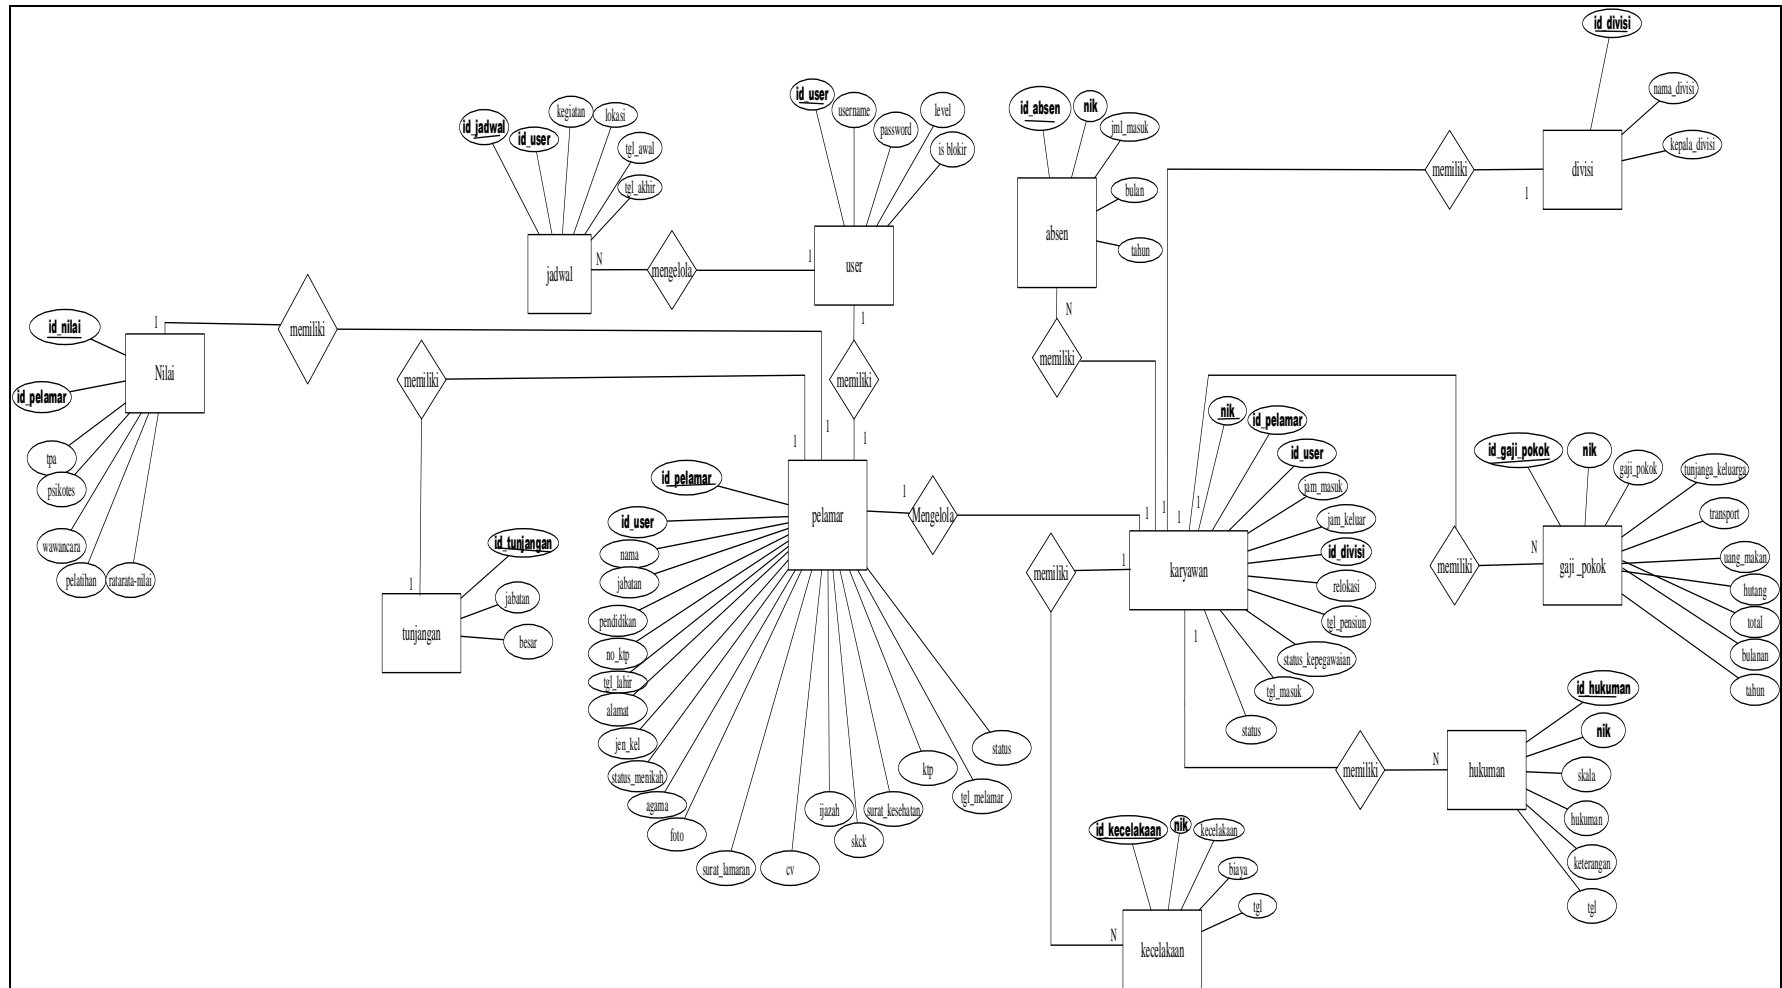 id_divisi
nama_divisi
kepala_divisi
divisi
memiliki
1
id_jadwal
id_user
kegiatan
lokasi
tgl_awal
tgl_akhir
jadwal
N
mengelola
1
id_user
username
password
level
is blokir
user
1
memiliki
1
id_absen
nik
jml_masuk
bulan
tahun
absen
N
memiliki
1
memiliki
1
id_nilai
id_pelamar
Nilai
tpa
psikotes
wawancara
pelatihan
ratarata-nilai
memiliki
1
1
id_tunjangan
jabatan
besar
tunjangan
id_pelamar
id_user
nama
jabatan
pendidikan
no_ktp
tgl_lahir
alamat
jen_kel
status_menikah
agama
foto
surat_lamaran
cv
ijazah
skck
surat_kesehatan
ktp
tgl_melamar
status
pelamar
1
Mengelola
1
1
1
1
nik
id_pelamar
id_user
jam_masuk
jam_keluar
id_divisi
relokasi
tgl_pensiun
status_kepegawaian
tgl_masuk
status
karyawan
1
memiliki
1
id_gaji_pokok
nik
gaji_pokok
tunjanga_keluarga
transport
uang_makan
hutang
total
bulanan
tahun
gaji _pokok
N
memiliki
id_hukuman
nik
skala
hukuman
keterangan
tgl
hukuman
N
memiliki
id_kecelakaan
nik
kecelakaan
biaya
tgl
kecelakaan
N